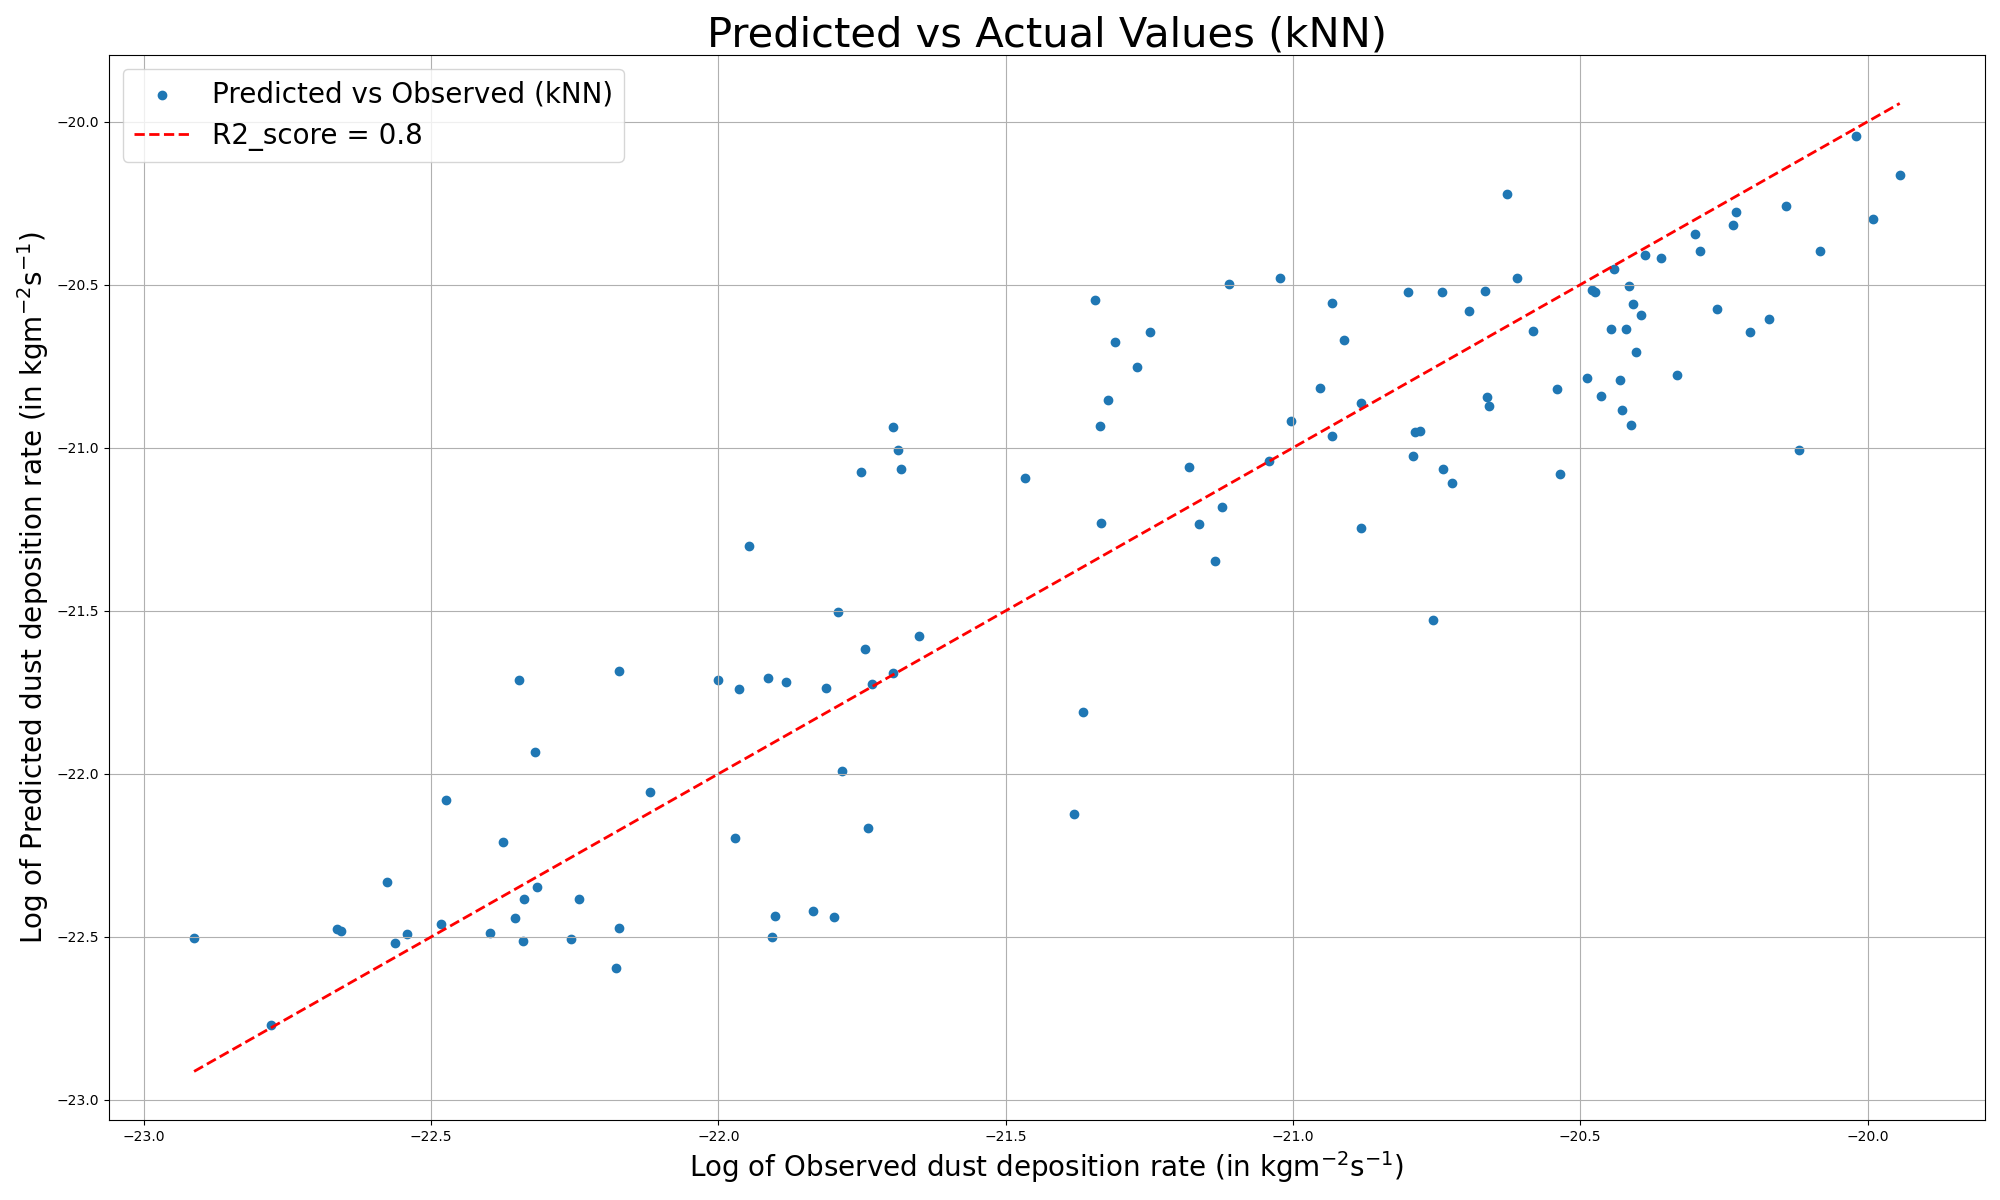 Predicted vs Actual Values (kNN)
Predicted vs Observed (kNN)
R2_score = 0.8
Log of Predicted dust deposition rate (in kgm⁻²s⁻¹)
−20.0
−20.5
−21.0
−21.5
−22.0
−22.5
−23.0
−23.0 −22.5 −22.0 −21.5 −21.0 −20.5 −20.0
Log of Observed dust deposition rate (in kgm⁻²s⁻¹)